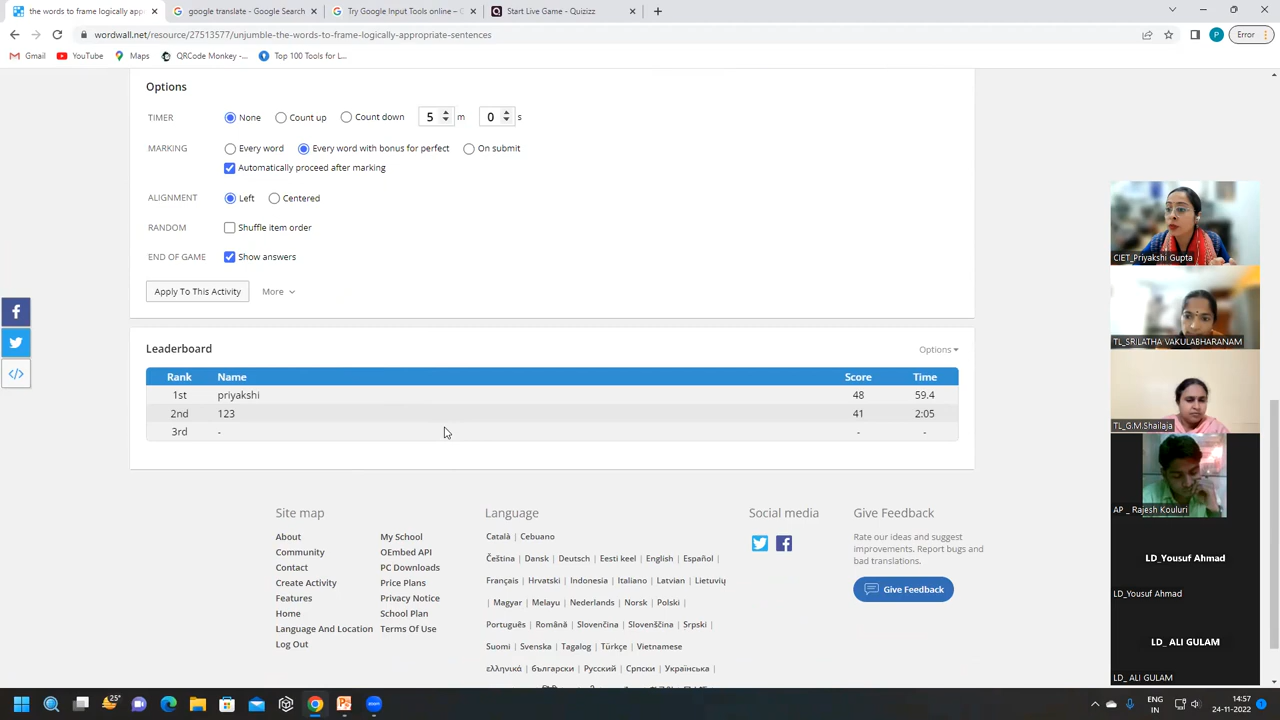 the words to frame logically app
google translate - Google Search
Try Google Input Tools online – G
Start Live Game - Quizizz
wordwall.net/resource/27513577/unjumble-the-words-to-frame-logically-appropriate-sentences
P
Error
Gmail
YouTube
Maps
QRCode Monkey -...
Top 100 Tools for L...
Options
TIMER None Count up Count down 5 m 0 s
MARKING Every word Every word with bonus for perfect On submit
Automatically proceed after marking
ALIGNMENT Left Centered
RANDOM Shuffle item order
END OF GAME Show answers
Apply To This Activity More
Leaderboard Options
Rank Name Score Time
1st priyakshi 48 59.4
2nd 123 41 2:05
3rd - - -
Site map
About My School
Community OEmbed API
Contact PC Downloads
Create Activity Price Plans
Features Privacy Notice
Home School Plan
Language And Location Terms Of Use
Log Out
Language
Català | Cebuano
Čeština | Dansk | Deutsch | Eesti keel | English | Español |
Français | Hrvatski | Indonesia | Italiano | Latvian | Lietuvių
| Magyar | Melayu | Nederlands | Norsk | Polski |
Português | Română | Slovenčina | Slovenščina | Srpski |
Suomi | Svenska | Tagalog | Türkçe | Vietnamese
ελληνικά | български | Русский | Српски | Українська |
Social media
Give Feedback
Rate our ideas and suggest
improvements. Report bugs and
bad translations.
Give Feedback
CIET_Priyakshi Gupta
TL_SRILATHA VAKULABHARANAM
TL_G.M.Shailaja
AP _ Rajesh Kouluri
LD_Yousuf Ahmad
LD_Yousuf Ahmad
LD_ ALI GULAM
LD_ ALI GULAM
25°
ENG
IN
14:57
24-11-2022